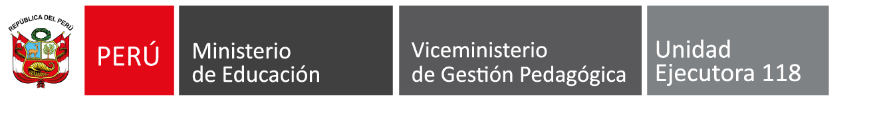 REPÚBLICA DEL PERÚ
PERÚ
Ministerio
de Educación
Viceministerio
de Gestión Pedagógica
Unidad
Ejecutora 118